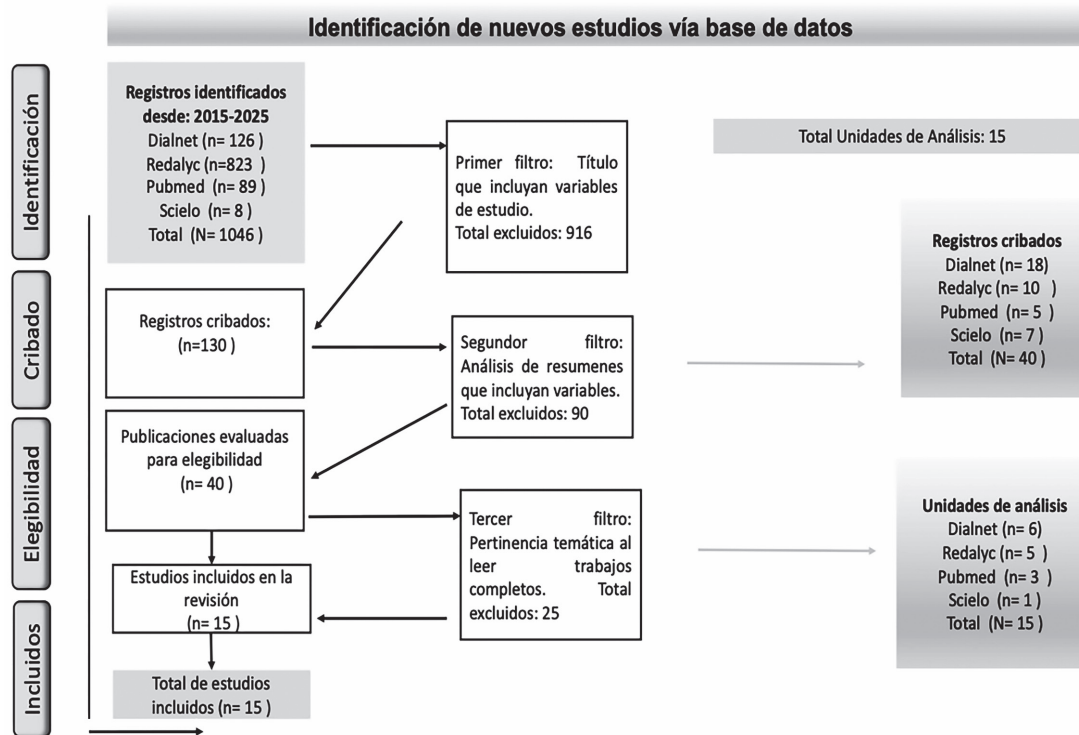 Identificación de nuevos estudios vía base de datos
Identificación
Registros identificados
desde: 2015-2025
Dialnet (n= 126 )
Redalyc (n=823 )
Pubmed (n= 89 )
Scielo (n= 8 )
Total (N= 1046 )
Primer filtro: Título
que incluyan variables
de estudio.
Total excluidos: 916
Total Unidades de Análisis: 15
Cribado
Registros cribados:
(n=130 )
Segundor filtro:
Análisis de resumenes
que incluyan variables.
Total excluidos: 90
Registros cribados
Dialnet (n= 18)
Redalyc (n= 10 )
Pubmed (n= 5 )
Scielo (n= 7 )
Total (N= 40 )
Elegibilidad
Publicaciones evaluadas
para elegibilidad
(n= 40 )
Tercer filtro:
Pertinencia temática al
leer trabajos
completos. Total
excluidos: 25
Unidades de análisis
Dialnet (n= 6)
Redalyc (n= 5 )
Pubmed (n= 3 )
Scielo (n= 1 )
Total (N= 15 )
Estudios incluidos en la
revisión
(n= 15 )
Incluidos
Total de estudios
incluidos (n= 15 )